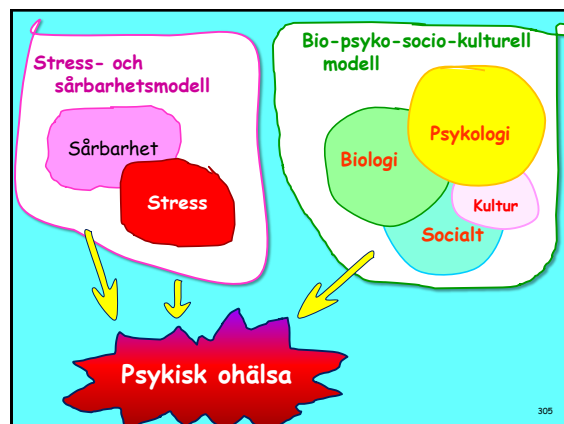 Stress- och
sårbarhetsmodell
Sårbarhet
Stress
Bio-psyko-socio-kulturell
modell
Psykologi
Biologi
Kultur
Socialt
Psykisk ohälsa
305